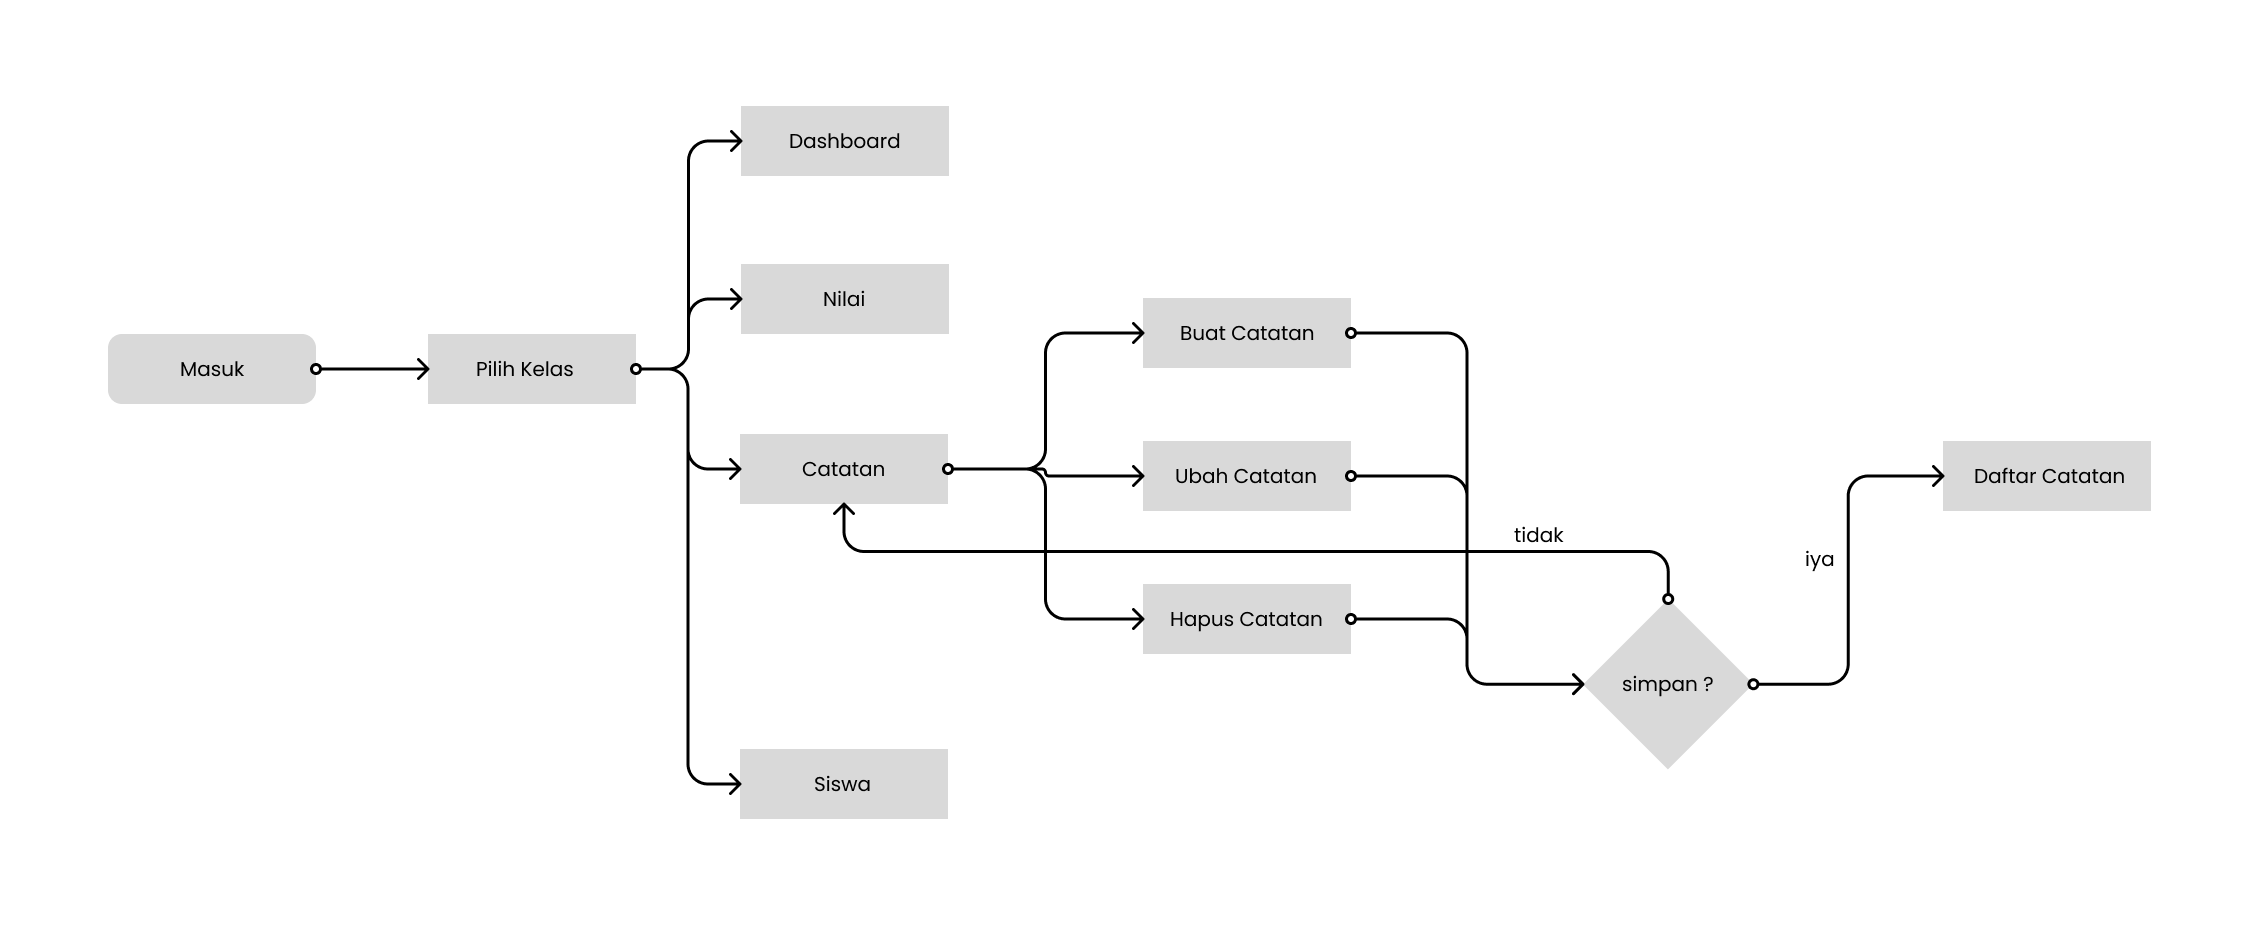 Masuk
Pilih Kelas
Dashboard
Nilai
Catatan
Siswa
Buat Catatan
Ubah Catatan
Hapus Catatan
tidak
simpan ?
iya
Daftar Catatan